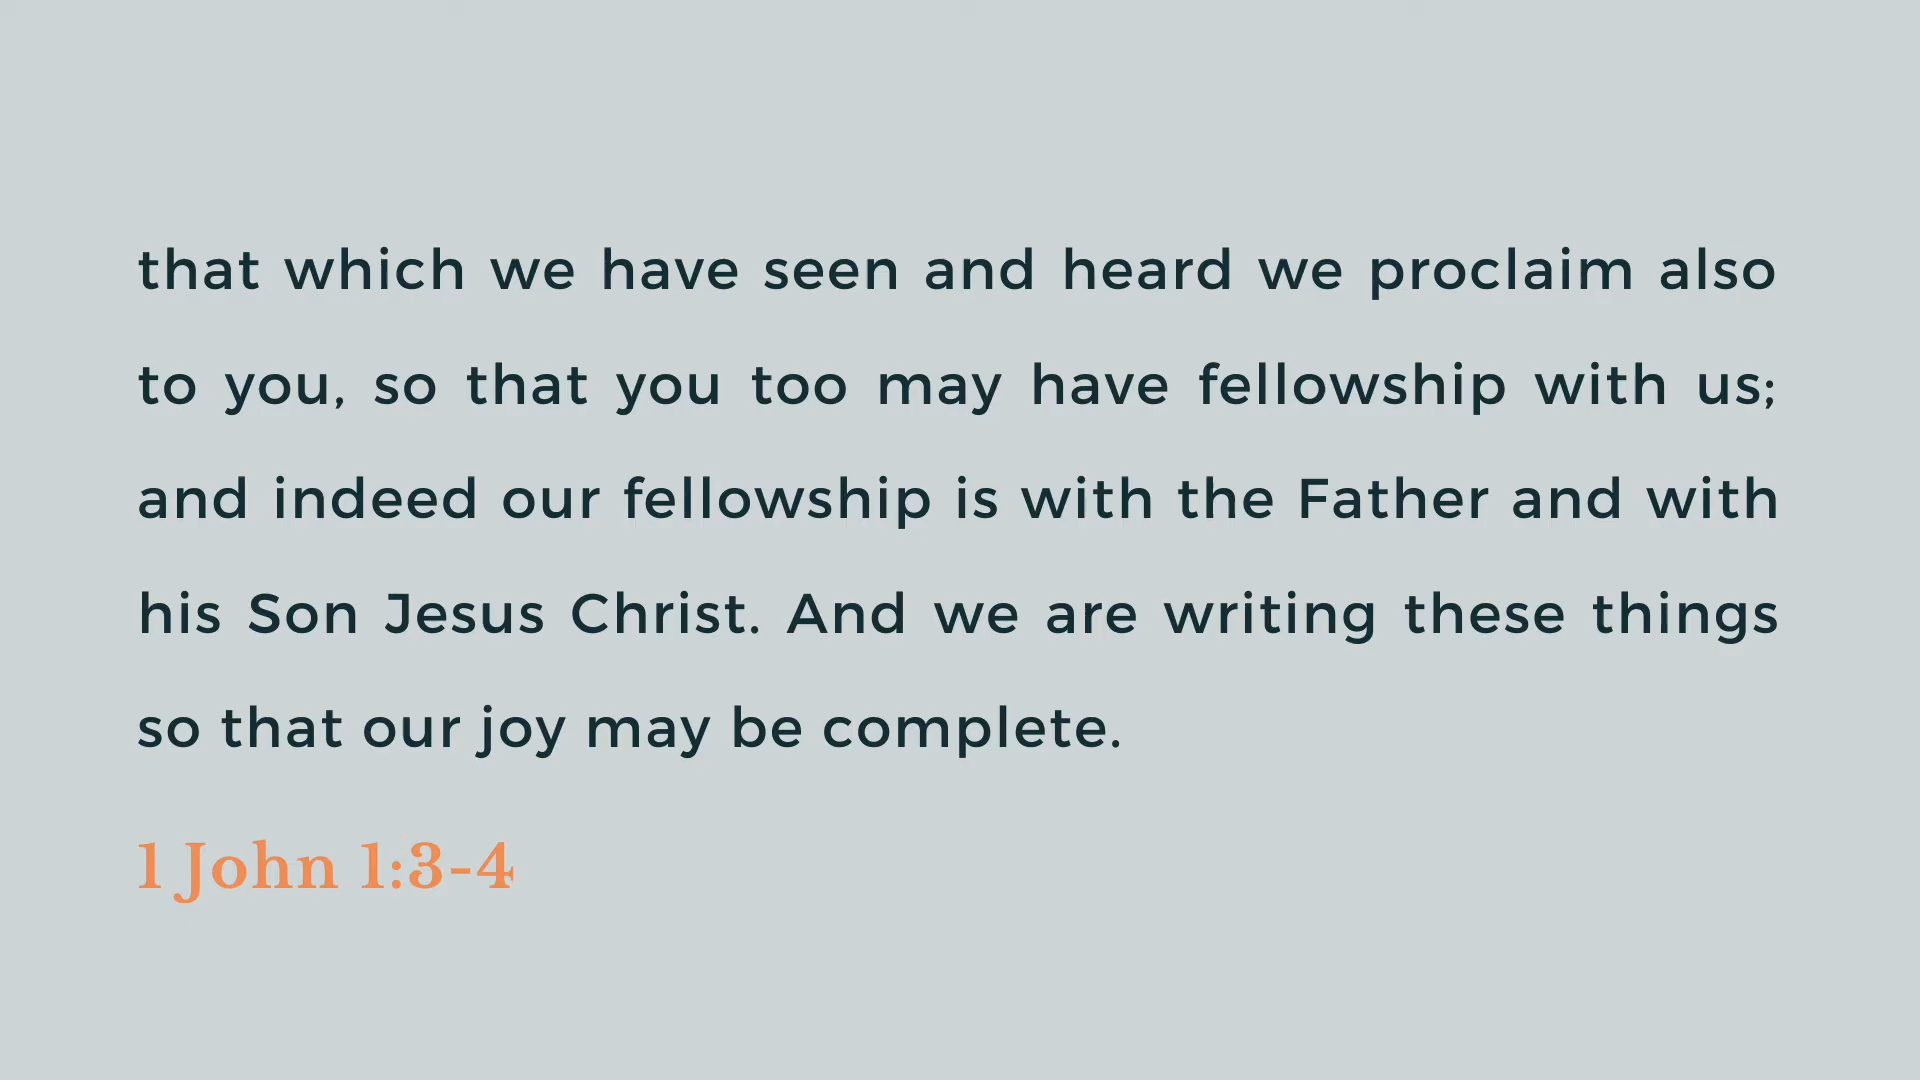 that which we have seen and heard we proclaim also
to you, so that you too may have fellowship with us;
and indeed our fellowship is with the Father and with
his Son Jesus Christ. And we are writing these things
so that our joy may be complete.
1 John 1:3-4